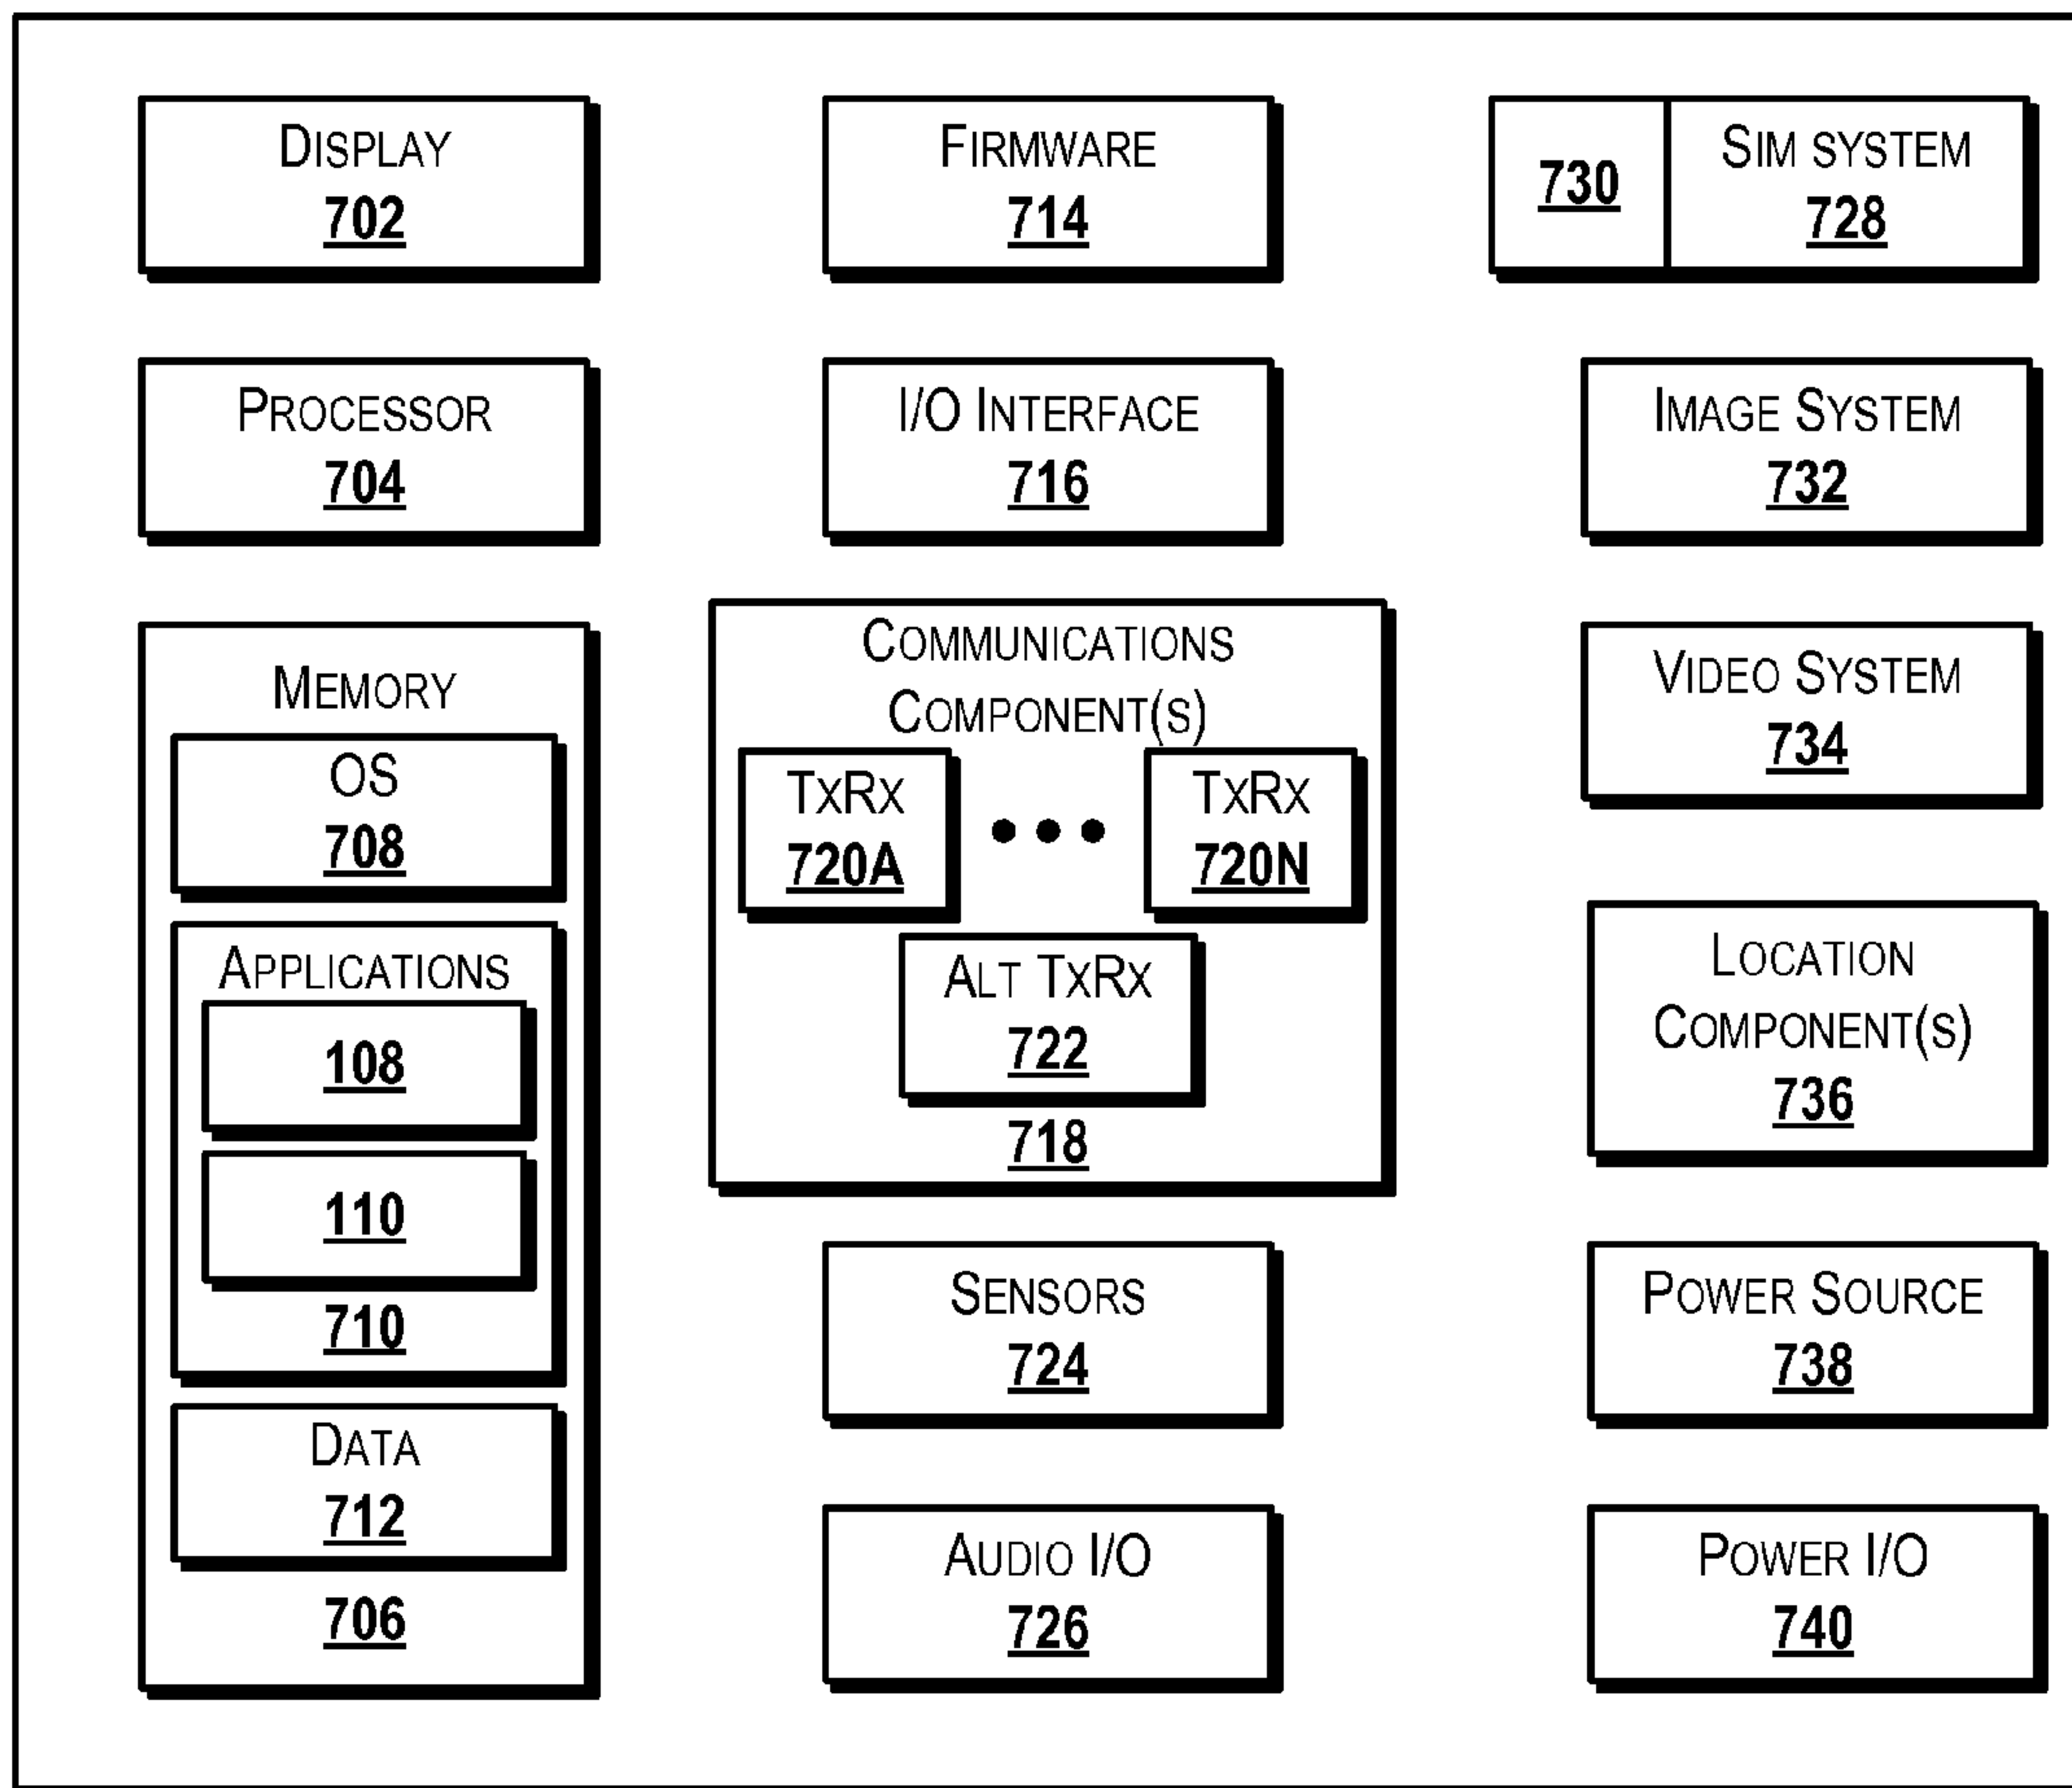 DISPLAY
702
PROCESSOR
704
MEMORY
OS
708
APPLICATIONS
108
110
710
DATA
712
706
FIRMWARE
714
I/O INTERFACE
716
COMMUNICATIONS
COMPONENT(S)
TXRX
720A
TXRX
720N
ALT TXRX
722
718
SENSORS
724
AUDIO I/O
726
730
SIM SYSTEM
728
IMAGE SYSTEM
732
VIDEO SYSTEM
734
LOCATION
COMPONENT(S)
736
POWER SOURCE
738
POWER I/O
740